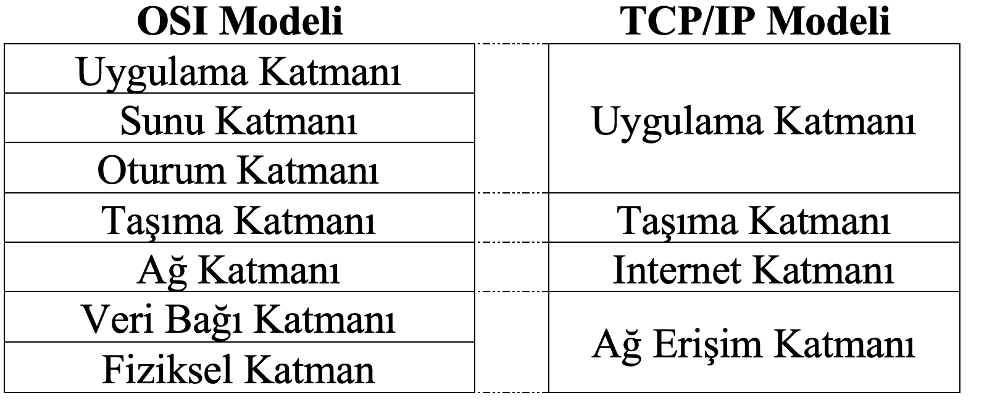 OSI Modeli
Uygulama Katmanı
Sunu Katmanı
Oturum Katmanı
Taşıma Katmanı
Ağ Katmanı
Veri Bağı Katmanı
Fiziksel Katman
TCP/IP Modeli
Uygulama Katmanı
Taşıma Katmanı
Internet Katmanı
Ağ Erişim Katmanı